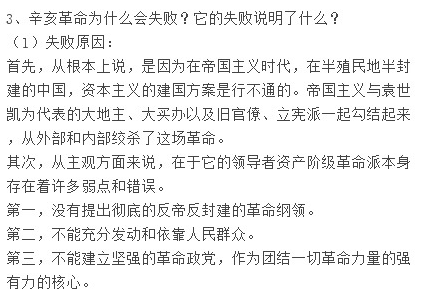 3、辛亥革命为什么会失败？它的失败说明了什么？
（1）失败原因：
首先，从根本上说，是因为在帝国主义时代，在半殖民地半封
建的中国，资本主义的建国方案是行不通的。帝国主义与袁世
凯为代表的大地主、大买办以及旧官僚、立宪派一起勾结起来
，从外部和内部绞杀了这场革命。
其次，从主观方面来说，在于它的领导者资产阶级革命派本身
存在着许多弱点和错误。
第一，没有提出彻底的反帝反封建的革命纲领。
第二，不能充分发动和依靠人民群众。
第三，不能建立坚强的革命政党，作为团结一切革命力量的强
有力的核心。